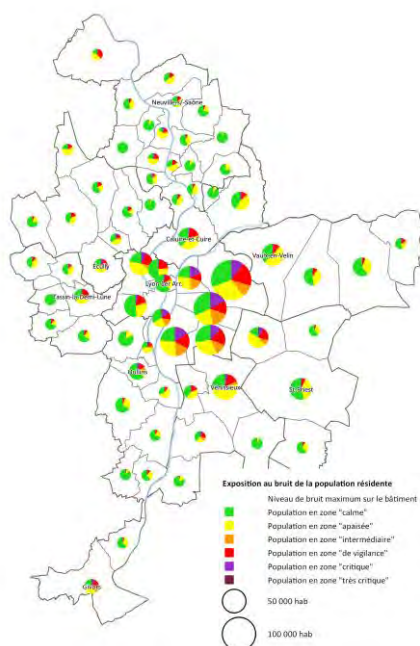 Neuville-s/-Saône
Caluire-et-Cuire
Vaulx-en-Velin
Ecully
Lyon 1er Arr.
Tassin-la-Demi-Lune
Oullins
Vénissieux
St-Priest
Givors
Exposition au bruit de la population résidente
Niveau de bruit maximum sur le bâtiment
Population en zone "calme"
Population en zone "apaisée"
Population en zone "intermédiaire"
Population en zone "de vigilance"
Population en zone "critique"
Population en zone "très critique"
50 000 hab
100 000 hab